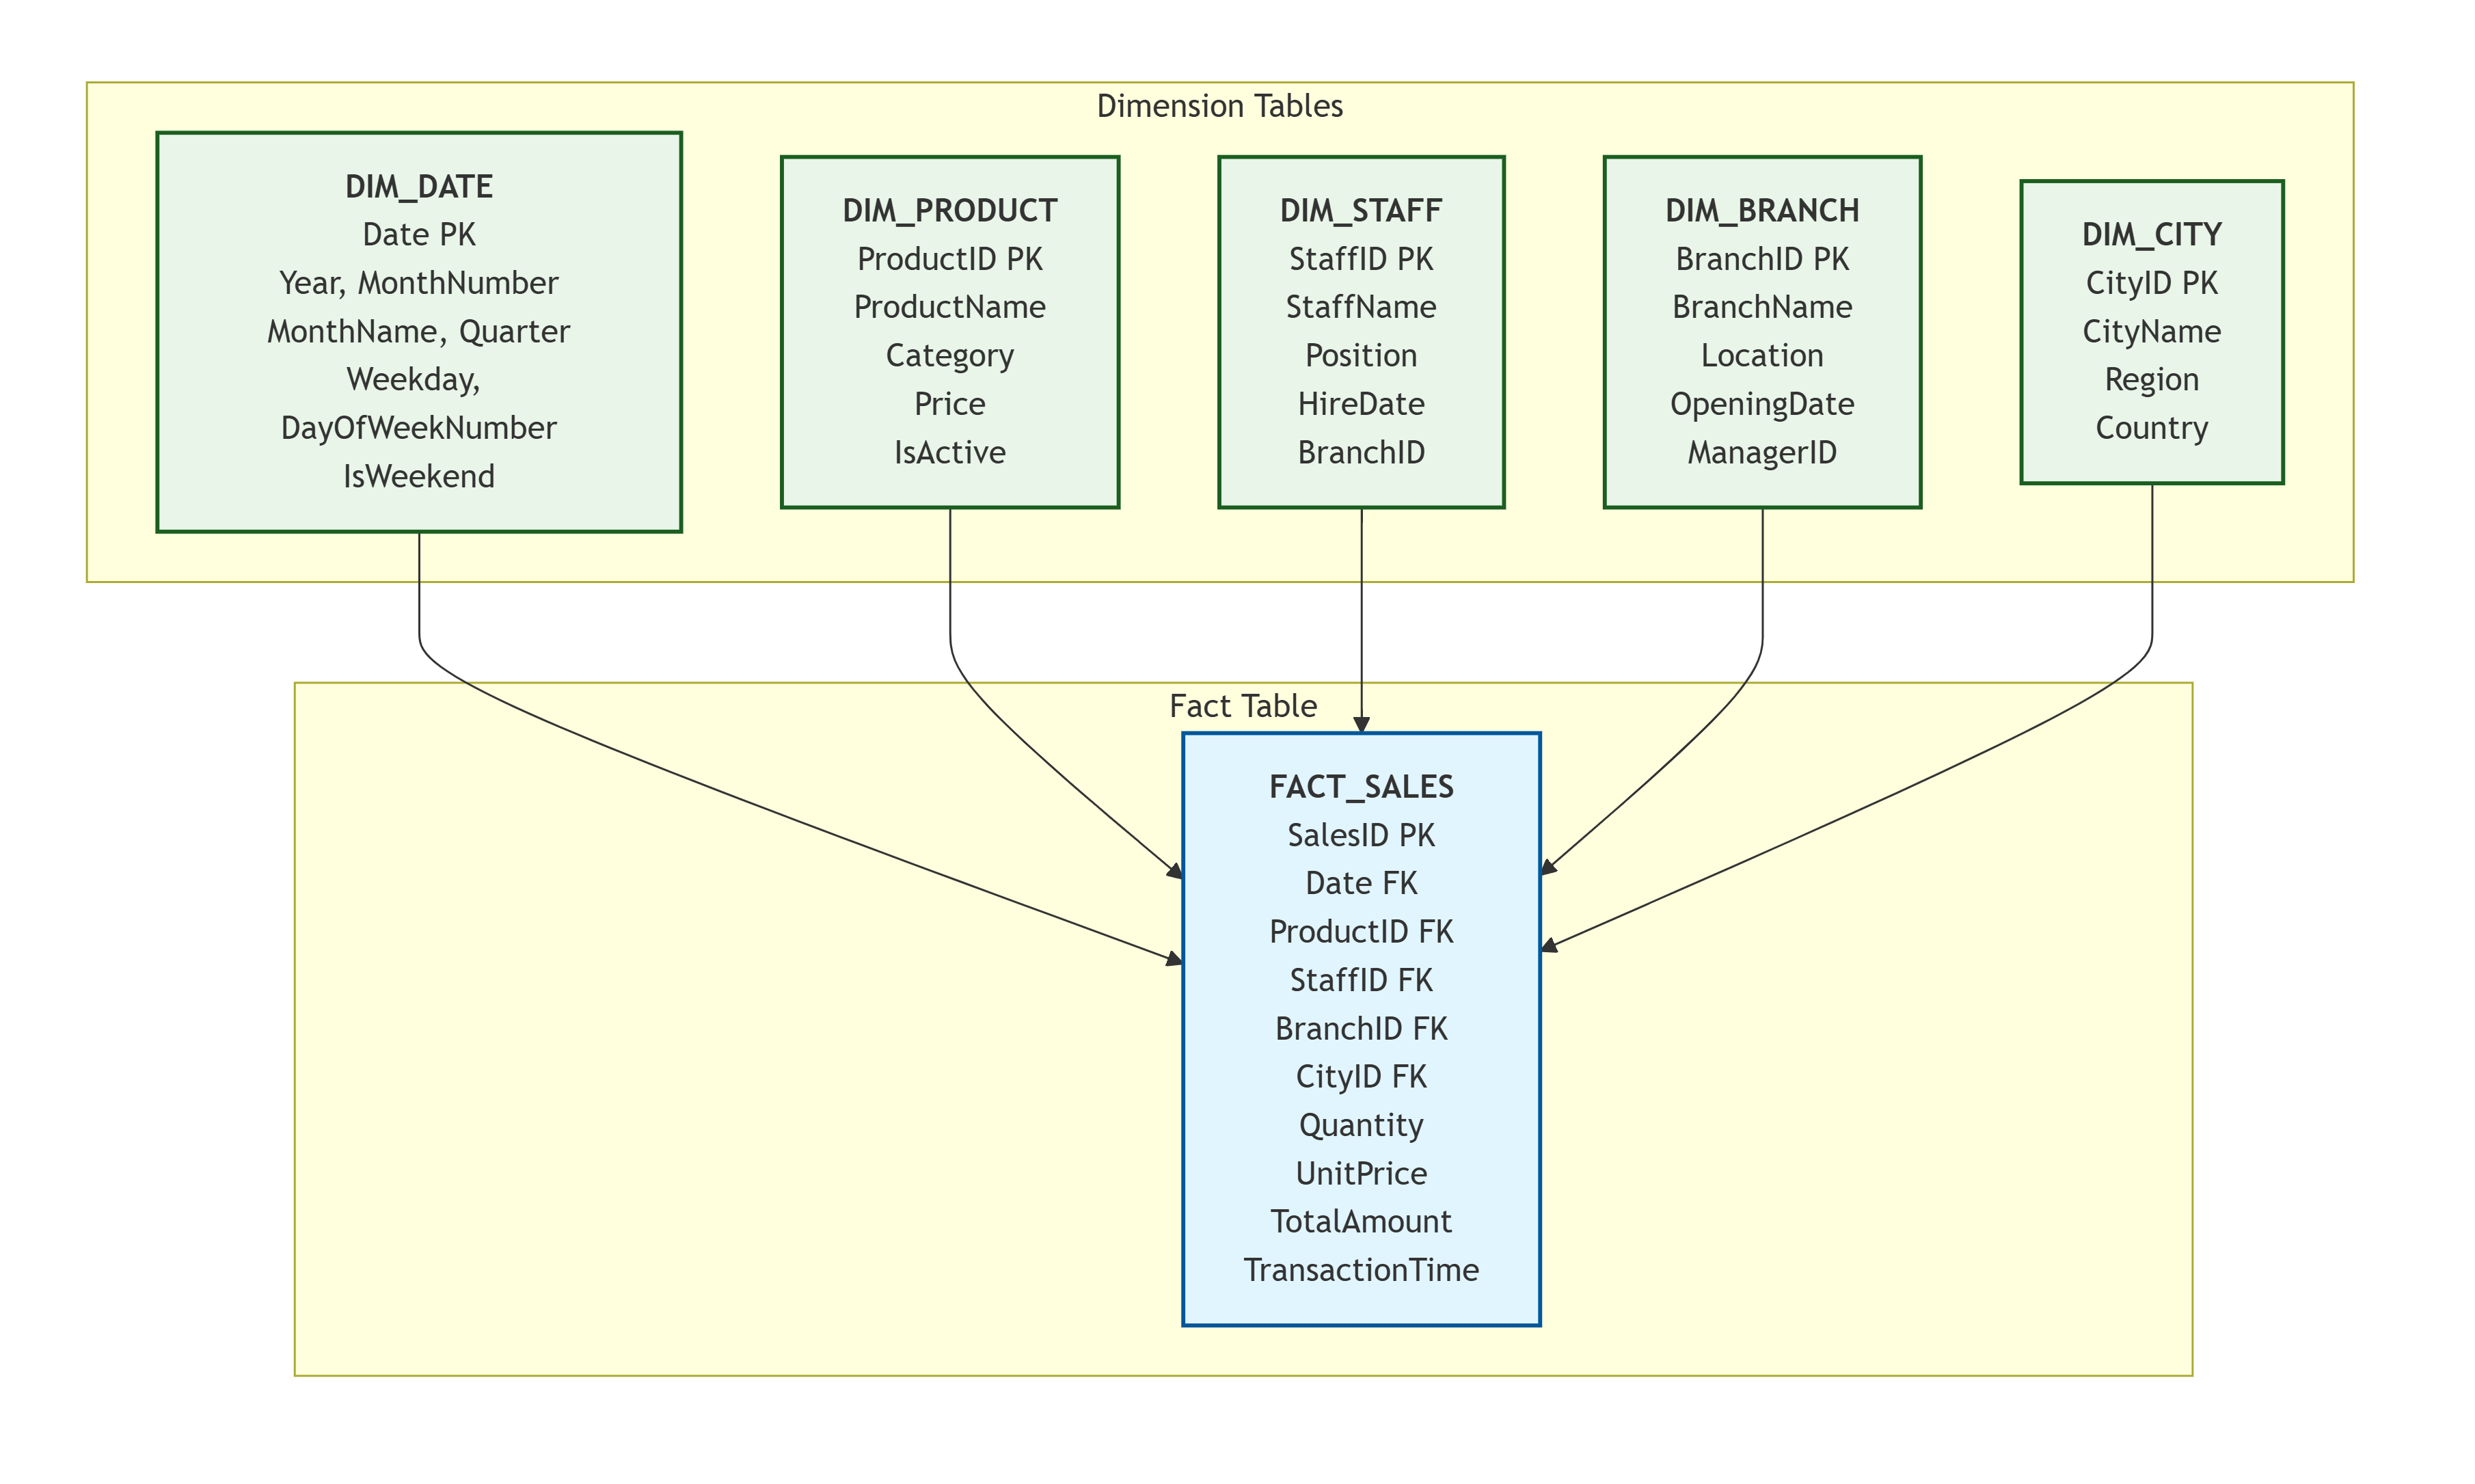 Dimension Tables
DIM_DATE
Date PK
Year, MonthNumber
MonthName, Quarter
Weekday,
DayOfWeekNumber
IsWeekend
DIM_PRODUCT
ProductID PK
ProductName
Category
Price
IsActive
DIM_STAFF
StaffID PK
StaffName
Position
HireDate
BranchID
DIM_BRANCH
BranchID PK
BranchName
Location
OpeningDate
ManagerID
DIM_CITY
CityID PK
CityName
Region
Country
Fact Table
FACT_SALES
SalesID PK
Date FK
ProductID FK
StaffID FK
BranchID FK
CityID FK
Quantity
UnitPrice
TotalAmount
TransactionTime